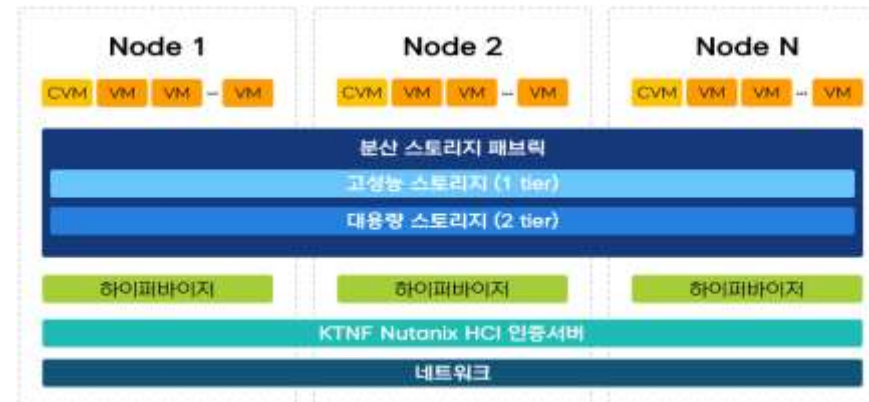 Node 1 Node 2 Node N
CVM VM VM - VM CVM VM VM - VM CVM VM VM - VM
분산 스토리지 패브릭
고성능 스토리지 (1 tier)
대용량 스토리지 (2 tier)
하이퍼바이저 하이퍼바이저 하이퍼바이저
KTNF Nutanix HCI 인증서버
네트워크